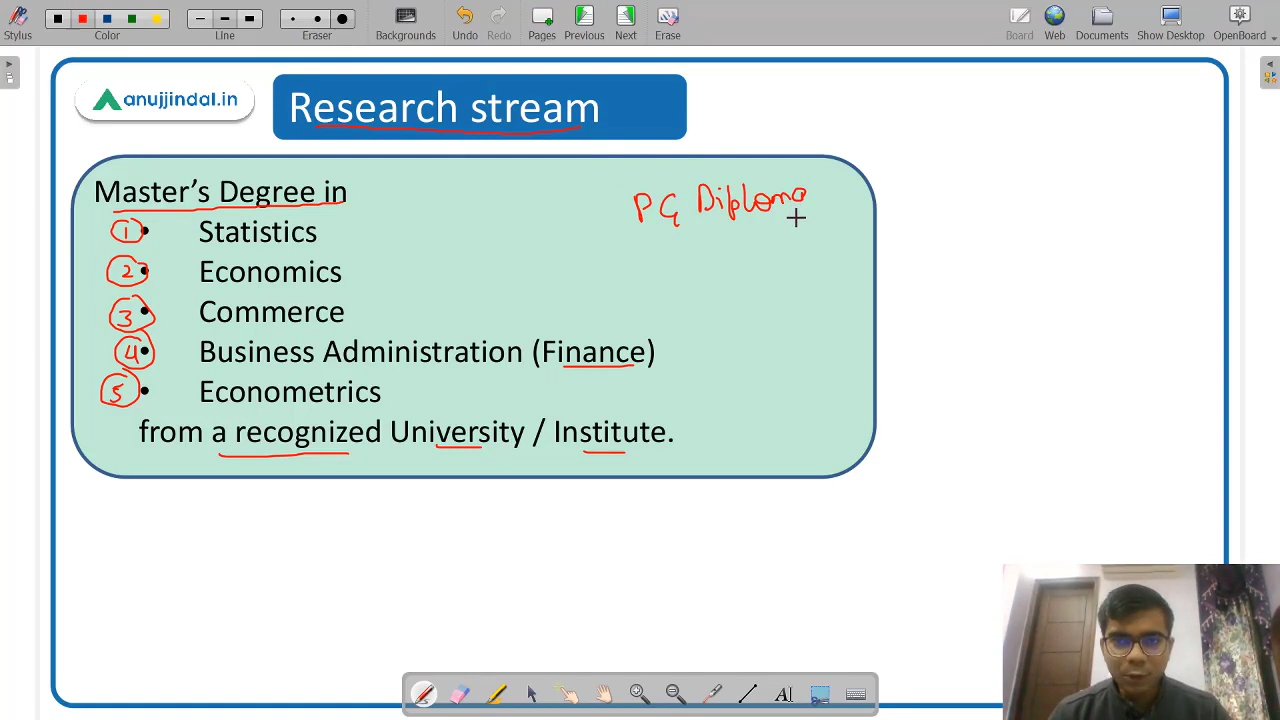 Stylus
Color
Line
Eraser
Backgrounds
Undo
Redo
Pages
Previous
Next
Erase
Board
Web
Documents
Show Desktop
OpenBoard
anujjindal.in
Research stream
Master’s Degree in
PG Diploma
1 • Statistics
2 • Economics
3 • Commerce
4 • Business Administration (Finance)
5 • Econometrics
from a recognized University / Institute.
AI